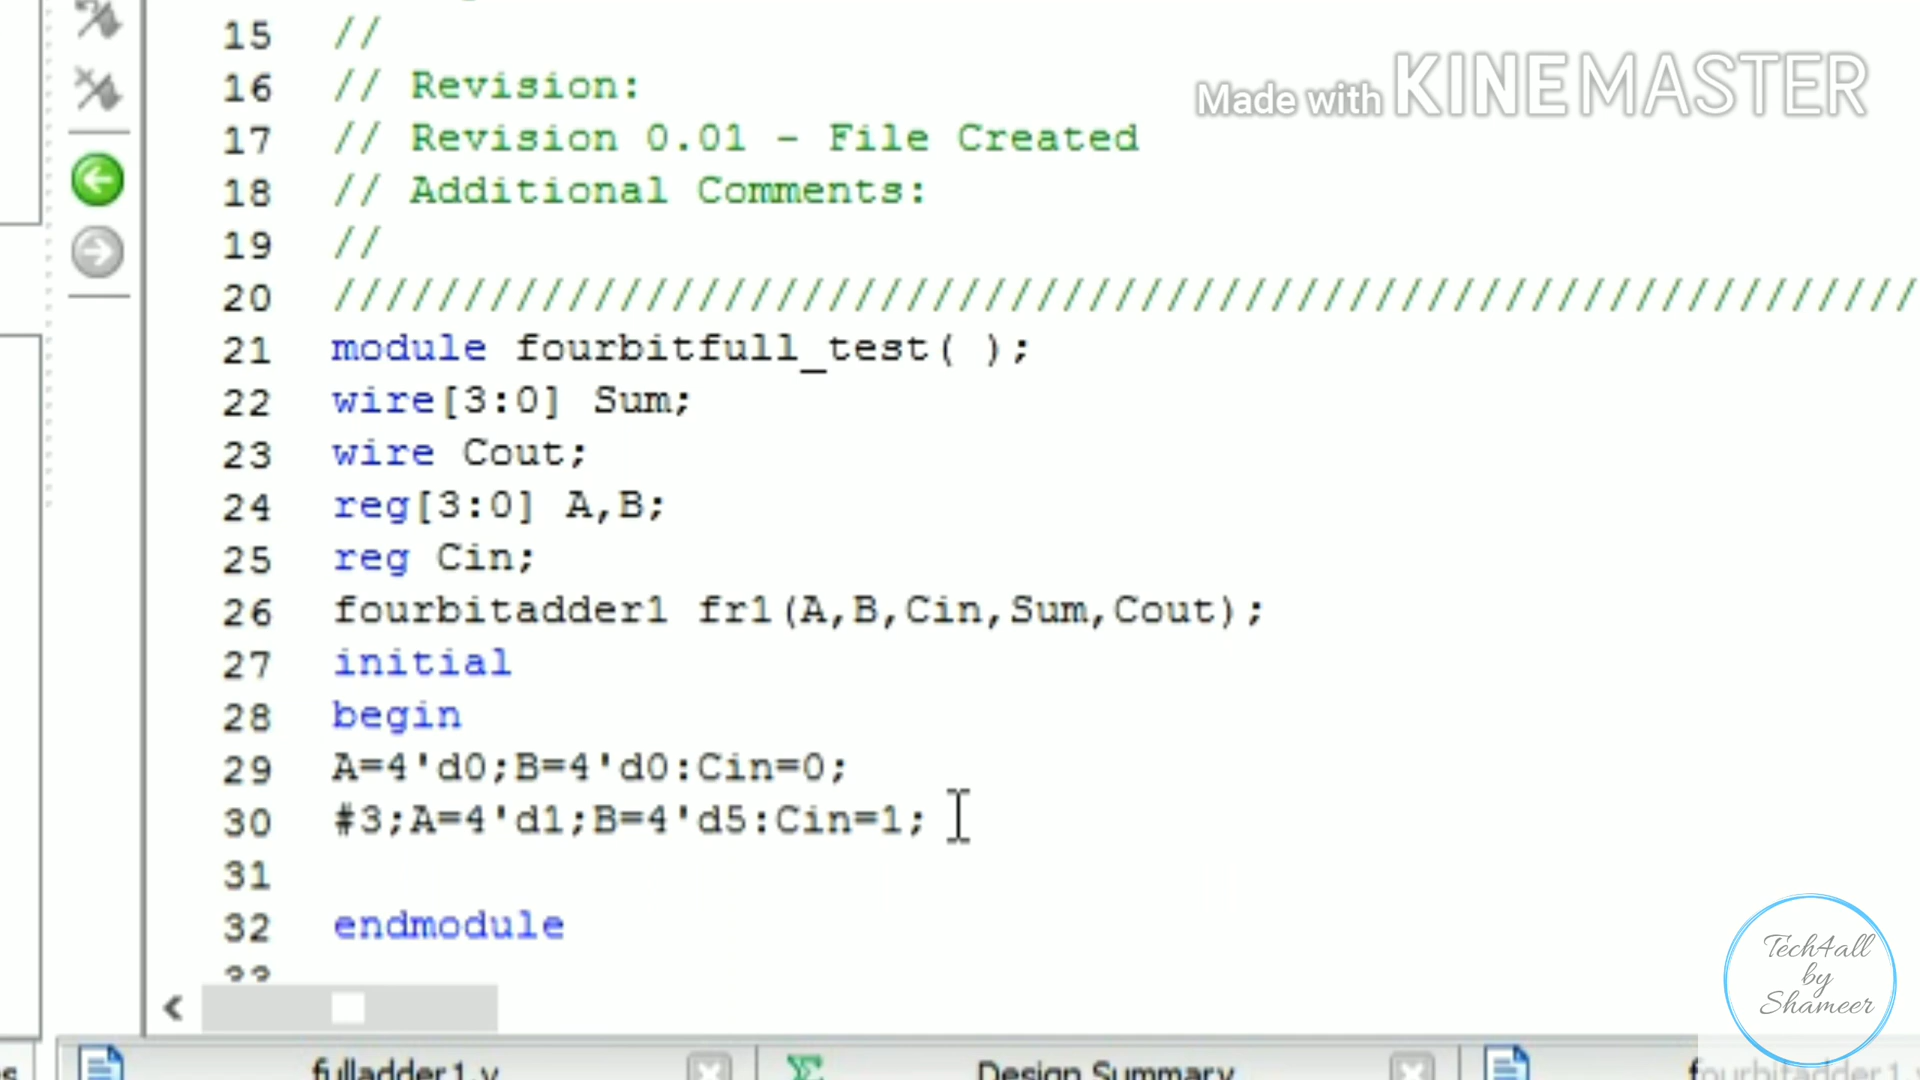 15 //
Made with KINEMASTER
16 // Revision:
17 // Revision 0.01 - File Created
18 // Additional Comments:
19 //
20 /////////////////////////////////////////////////////////////
21 module fourbitfull_test( );
22 wire[3:0] Sum;
23 wire Cout;
24 reg[3:0] A,B;
25 reg Cin;
26 fourbitadder1 fr1(A,B,Cin,Sum,Cout);
27 initial
28 begin
29 A=4'd0;B=4'd0:Cin=0;
30 #3;A=4'd1;B=4'd5:Cin=1;
31
32 endmodule
33
Tech4all
by
Shameer
fulladder1.v
Design Summary
fourbitadder1.v